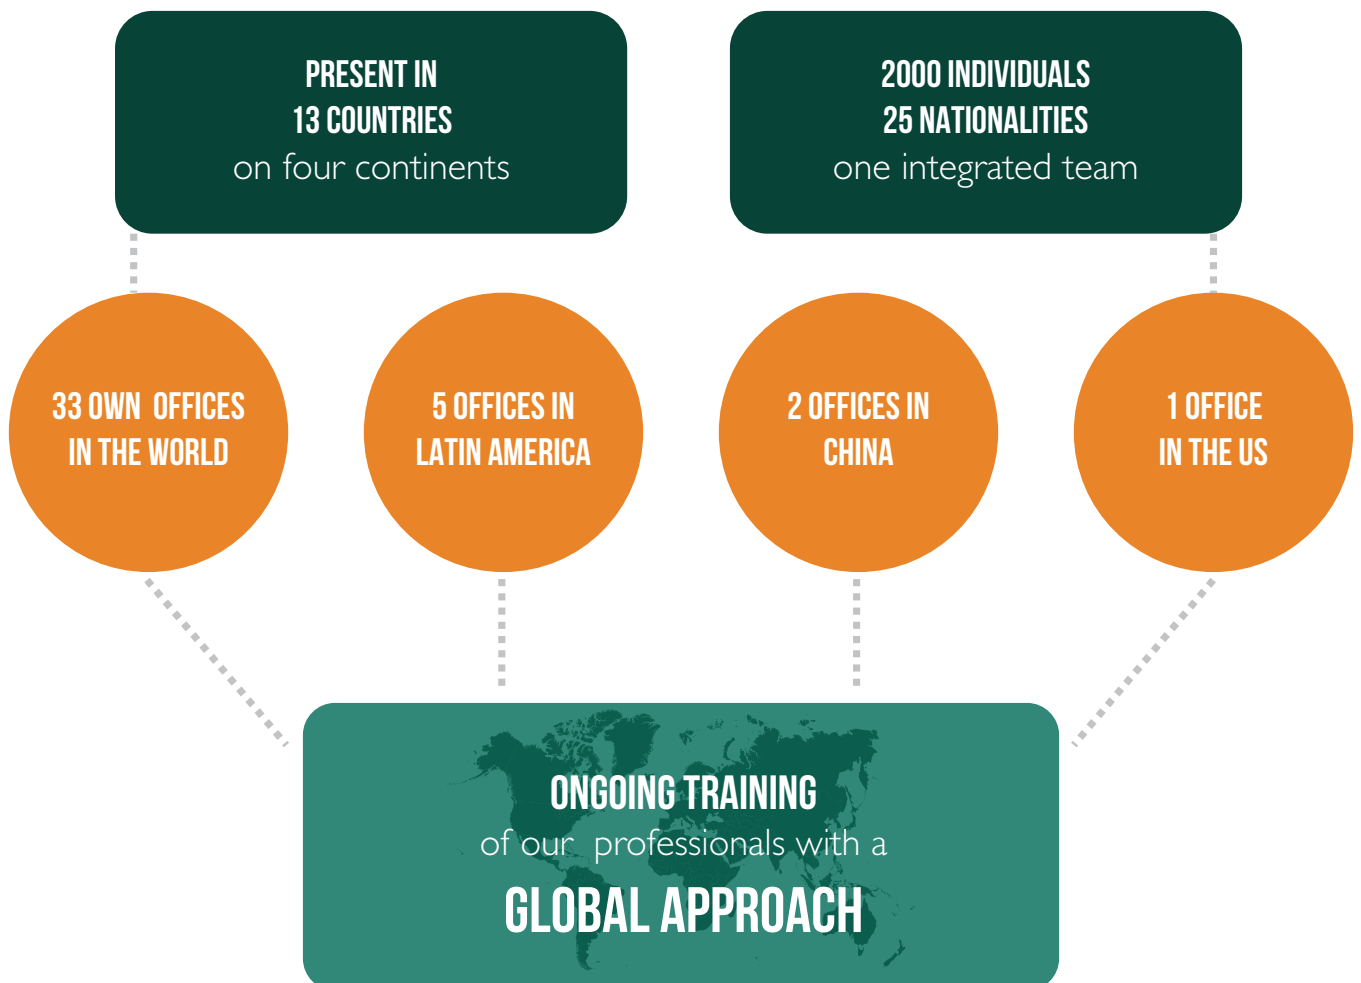 PRESENT IN
13 COUNTRIES
on four continents
2000 INDIVIDUALS
25 NATIONALITIES
one integrated team
33 OWN OFFICES
IN THE WORLD
5 OFFICES IN
LATIN AMERICA
2 OFFICES IN
CHINA
1 OFFICE
IN THE US
ONGOING TRAINING
of our professionals with a
GLOBAL APPROACH